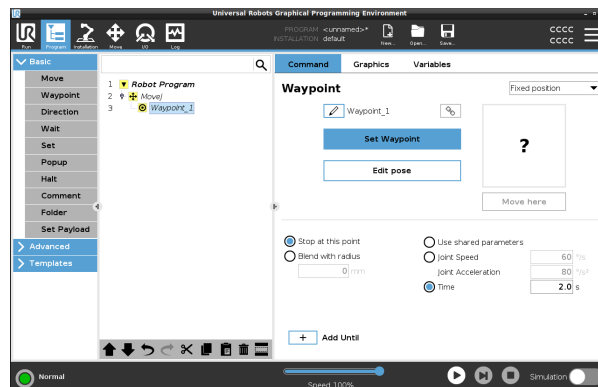 Universal Robots Graphical Programming Environment
UR
Run Program Installation Move I/O Log
PROGRAM <unnamed>*
INSTALLATION default
New... Open... Save...
CCCC
CCCC
Basic
Move
Waypoint
Direction
Wait
Set
Popup
Halt
Comment
Folder
Set Payload
Advanced
Templates
1 Robot Program
2 MoveJ
3 Waypoint_1
Command Graphics Variables
Waypoint
Fixed position
Waypoint_1
Set Waypoint
Edit pose
?
Move here
Stop at this point
Blend with radius
0 mm
Use shared parameters
Joint Speed 60 °/s
Joint Acceleration 80 °/s²
Time 2.0 s
+ Add Until
Normal
Speed 100%
Simulation